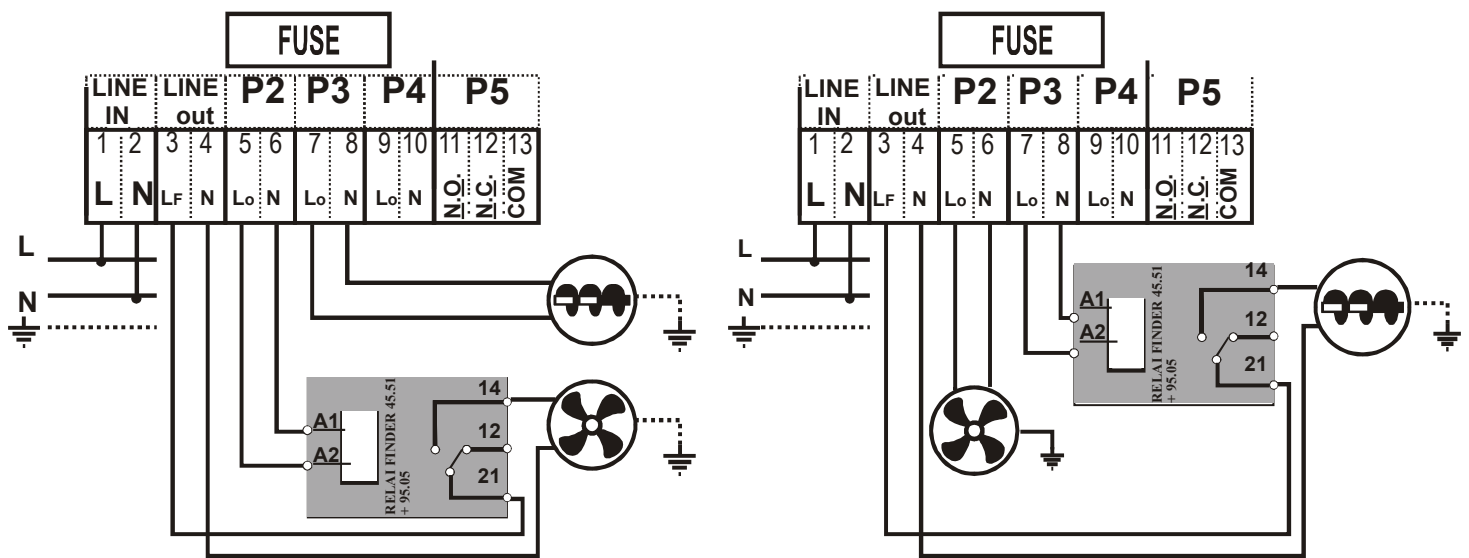 FUSE
LINE IN LINE out P2 P3 P4 P5
1 2 3 4 5 6 7 8 9 10 11 12 13
L N LF N Lo N Lo N Lo N N.O. N.C. COM
L
N
14
A1
12
A2
21
RELAI FINDER 45.51
+ 95.05
FUSE
LINE IN LINE out P2 P3 P4 P5
1 2 3 4 5 6 7 8 9 10 11 12 13
L N LF N Lo N Lo N Lo N N.O. N.C. COM
L
N
14
A1
12
A2
21
RELAI FINDER 45.51
+ 95.05